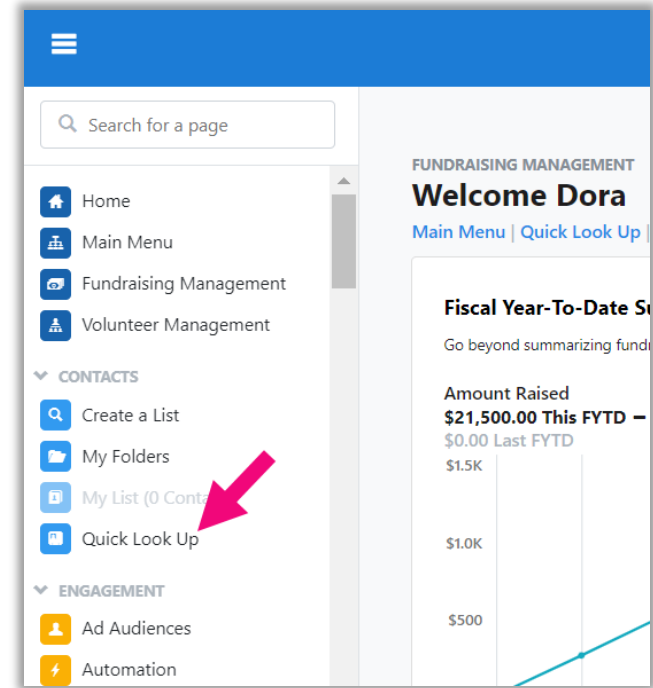 Search for a page
Home
Main Menu
Fundraising Management
Volunteer Management
CONTACTS
Create a List
My Folders
My List (0
Quick Look Up
ENGAGEMENT
Ad Audiences
Automation
FUNDRAISING MANAGEMENT
Welcome Dora
Main Menu | Quick Look Up |
Fiscal Year-To-Date
Go beyond summarizing
Amount Raised
$21,500.00 This FYTD –
$0.00 Last FYTD
$1.5K
$1.0K
$500